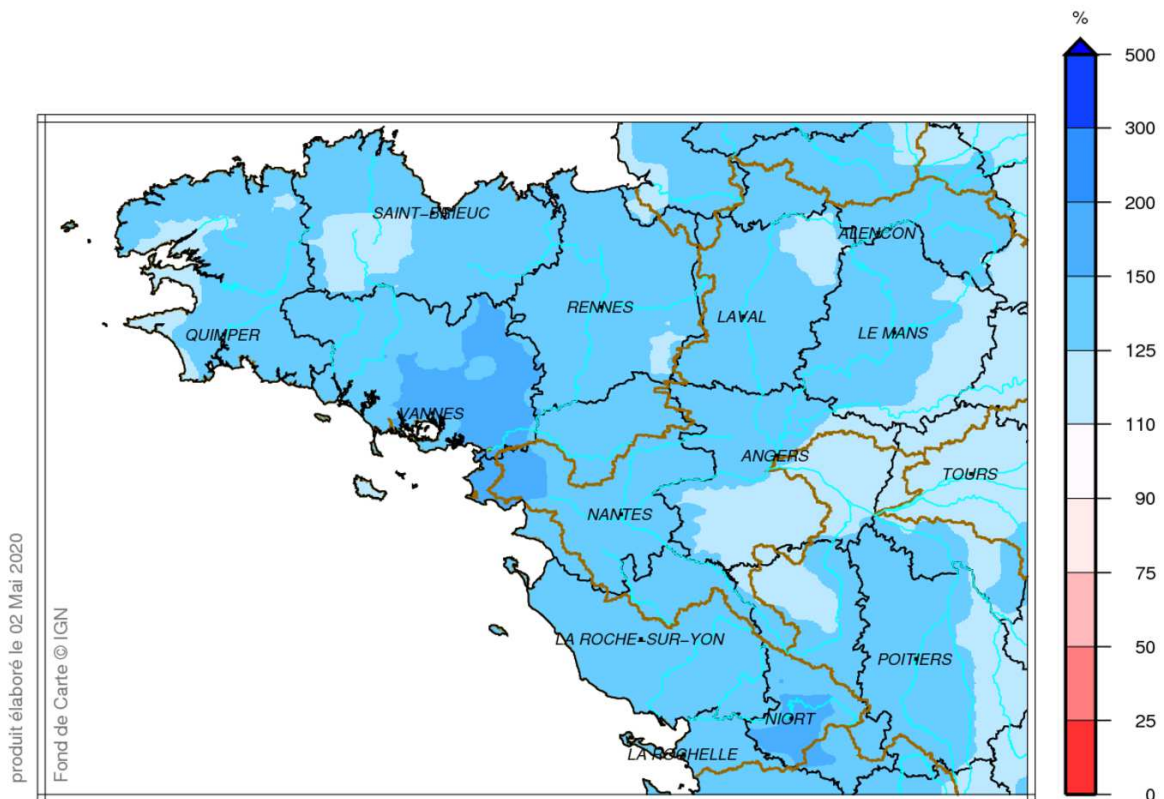 %
500
300
200
150
125
110
90
75
50
25
0
SAINT-BRIEUC
ALENCON
RENNES
LAVAL
QUIMPER
LE MANS
VANNES
ANGERS
TOURS
NANTES
LA ROCHE-SUR-YON
POITIERS
NIORT
LA ROCHELLE
produit élaboré le 02 Mai 2020
Fond de Carte © IGN